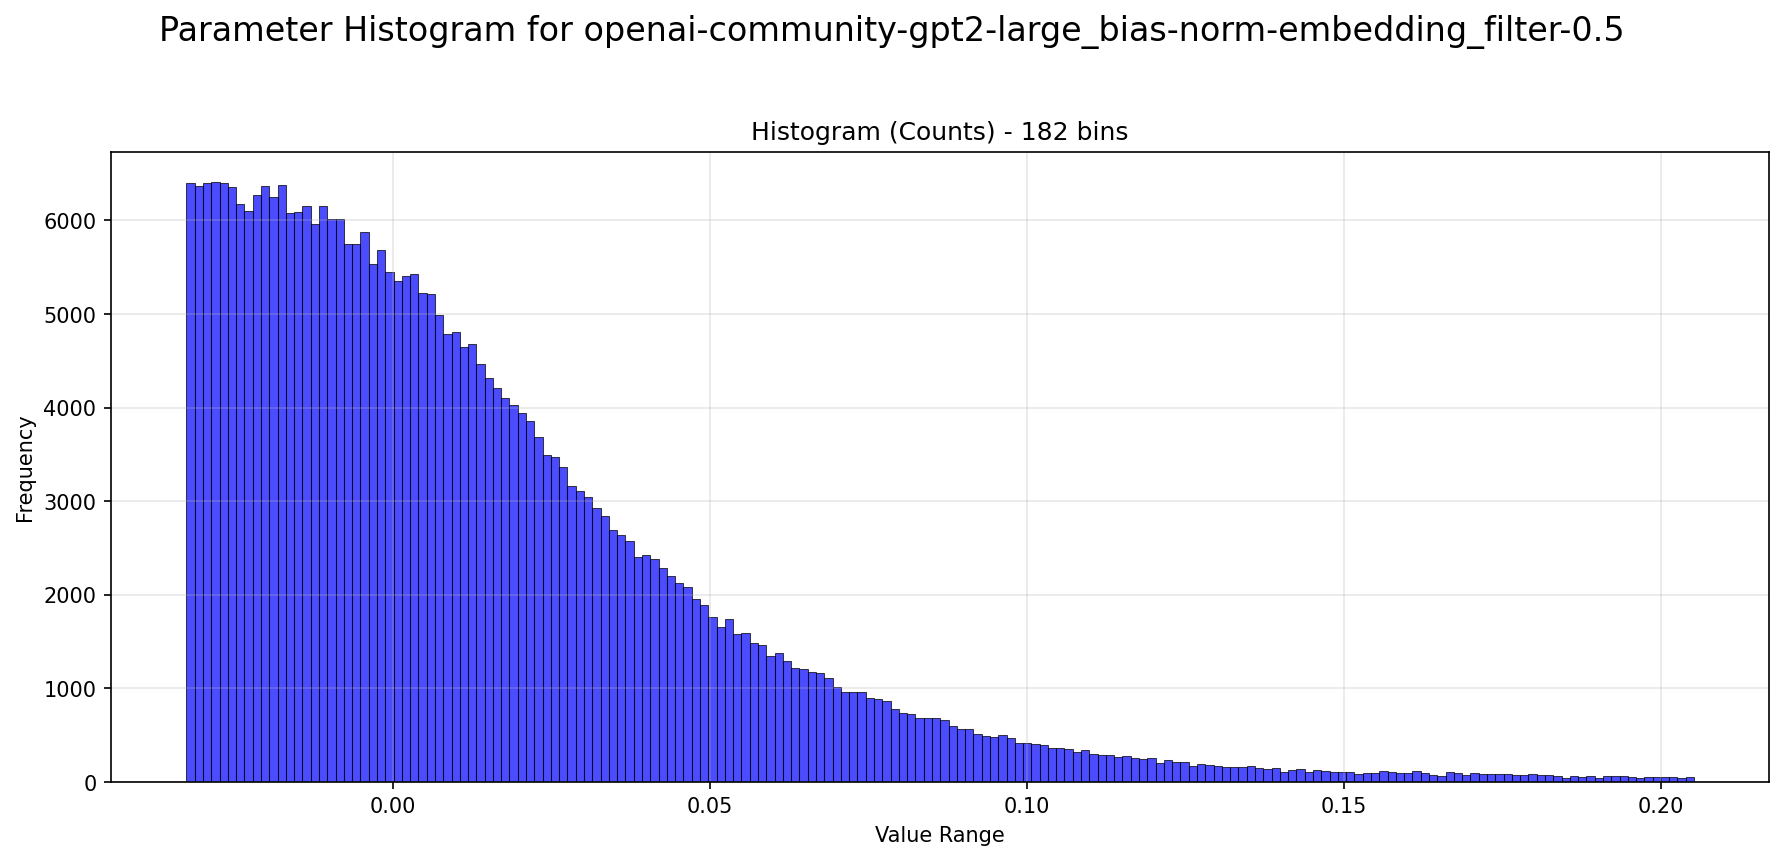 Parameter Histogram for openai-community-gpt2-large_bias-norm-embedding_filter-0.5
Histogram (Counts) - 182 bins
Frequency
6000
5000
4000
3000
2000
1000
0
0.00 0.05 0.10 0.15 0.20
Value Range